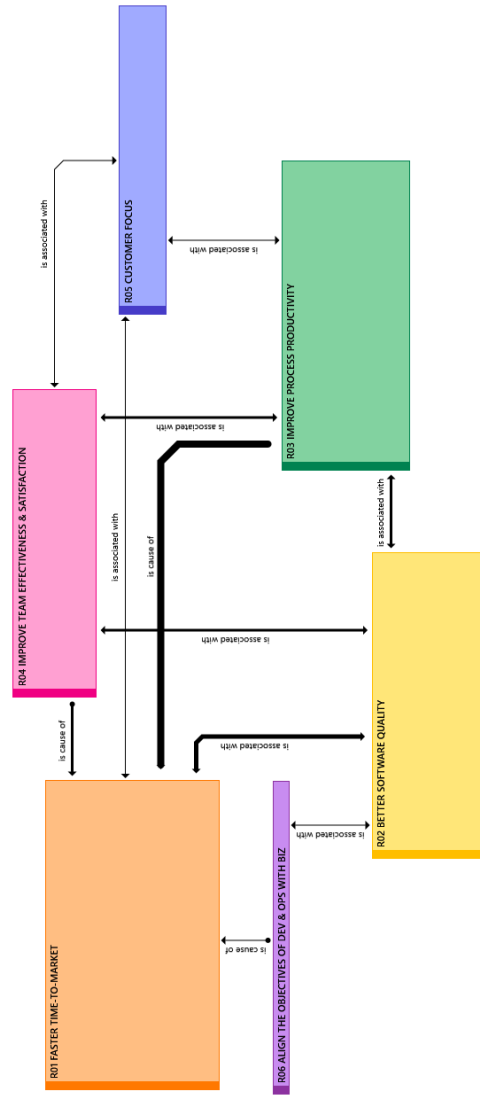 R05 CUSTOMER FOCUS
is associated with
is associated with
R03 IMPROVE PROCESS PRODUCTIVITY
R04 IMPROVE TEAM EFFECTIVENESS & SATISFACTION
is associated with
is associated with
is cause of
is associated with
is associated with
is cause of
is associated with
R02 BETTER SOFTWARE QUALITY
is associated with
R01 FASTER TIME-TO-MARKET
is cause of
R06 ALIGN THE OBJECTIVES OF DEV & OPS WITH BIZ